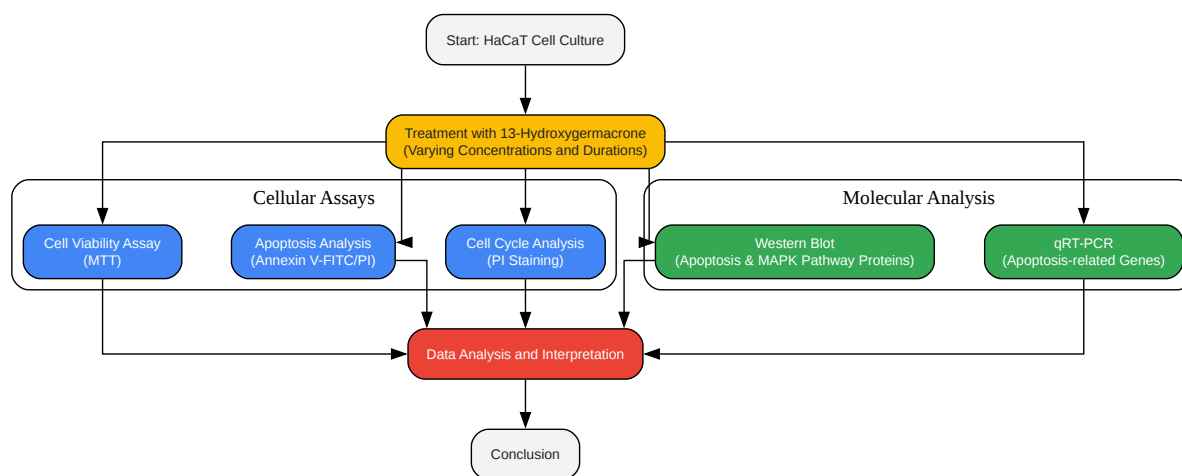 Start: HaCaT Cell Culture
Treatment with 13-Hydroxygermacrone
(Varying Concentrations and Durations)
Cellular Assays
Molecular Analysis
Cell Viability Assay
(MTT)
Apoptosis Analysis
(Annexin V-FITC/PI)
Cell Cycle Analysis
(PI Staining)
Western Blot
(Apoptosis & MAPK Pathway Proteins)
qRT-PCR
(Apoptosis-related Genes)
Data Analysis and Interpretation
Conclusion